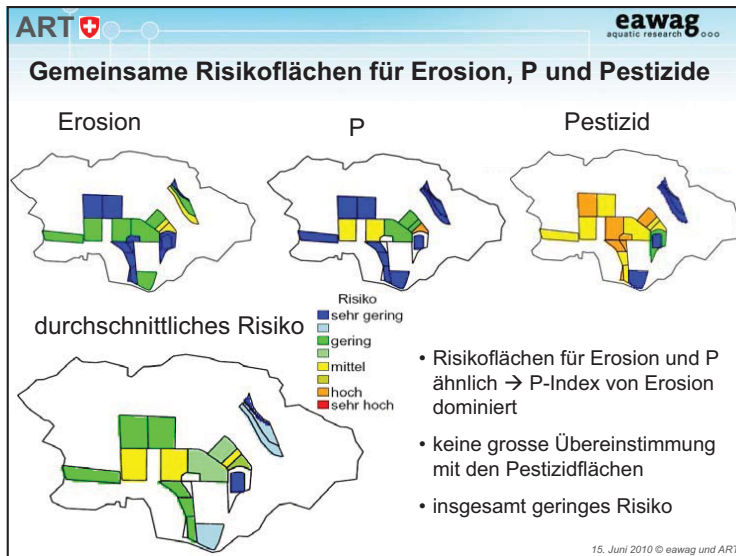 ART
eawag
aquatic research
Gemeinsame Risikoflächen für Erosion, P und Pestizide
Erosion
P
Pestizid
durchschnittliches Risiko
Risiko
sehr gering
gering
mittel
hoch
sehr hoch
• Risikoflächen für Erosion und P
ähnlich → P-Index von Erosion
dominiert
• keine grosse Übereinstimmung
mit den Pestizidflächen
• insgesamt geringes Risiko
15. Juni 2010 © eawag und ART